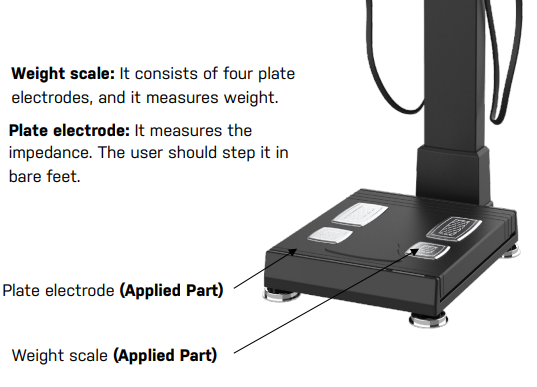 Weight scale: It consists of four plate
electrodes, and it measures weight.
Plate electrode: It measures the
impedance. The user should step it in
bare feet.
Plate electrode (Applied Part)
Weight scale (Applied Part)